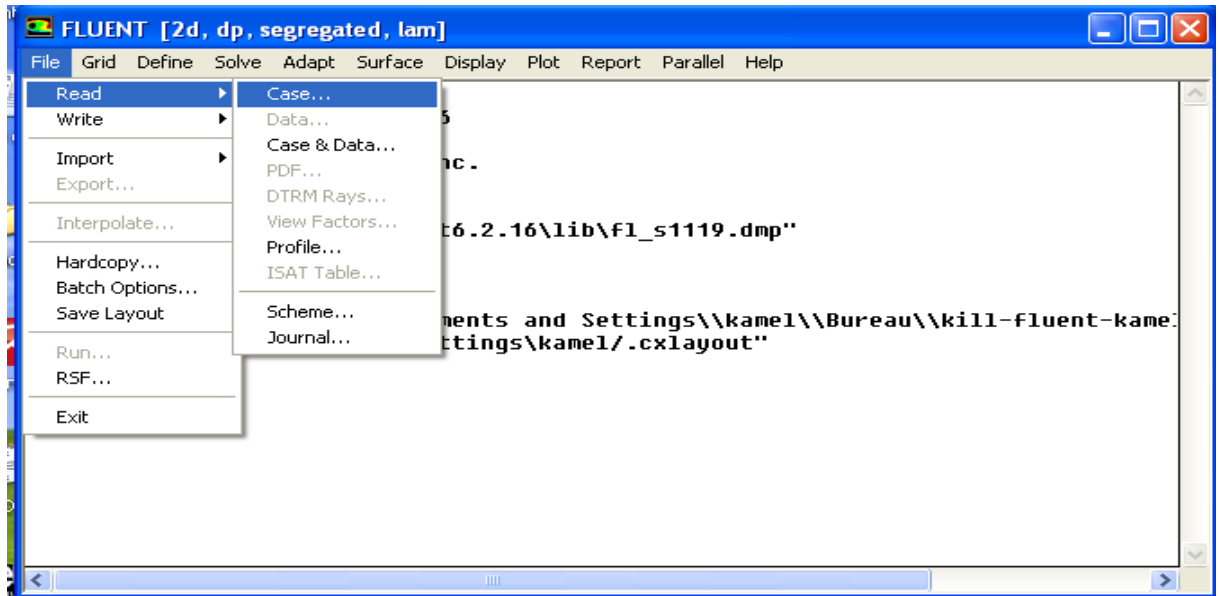 FLUENT [2d, dp, segregated, lam]
File Grid Define Solve Adapt Surface Display Plot Report Parallel Help
Read
Write
Import
Export...
Interpolate...
Hardcopy...
Batch Options...
Save Layout
Run...
RSF...
Exit
Case...
Data...
Case & Data...
PDF...
DTRM Rays...
View Factors...
Profile...
ISAT Table...
Scheme...
Journal...
nc.
t6.2.16\lib\fl_s1119.dmp"
ments and Settings\\kamel\\Bureau\\kill-fluent-kamel
ttings\kamel/.cxlayout"